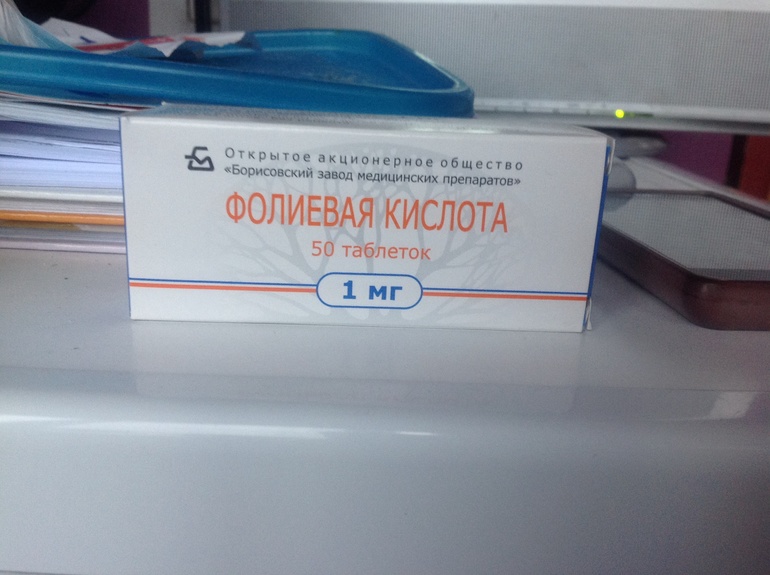 Открытое акционерное общество
«Борисовский завод медицинских препаратов»
ФОЛИЕВАЯ КИСЛОТА
50 таблеток
1 мг